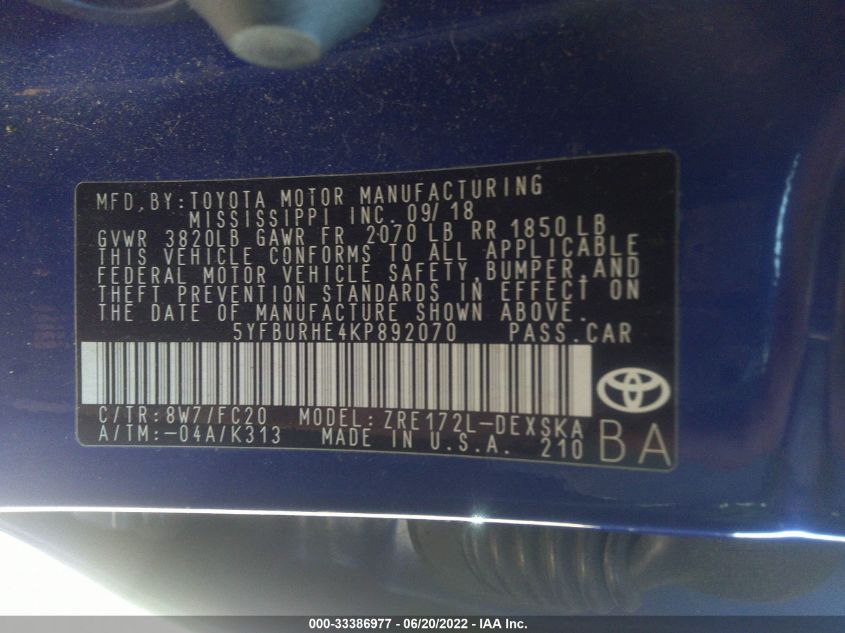 MFD. BY: TOYOTA MOTOR MANUFACTURING
MISSISSIPPI INC. 09/18
GVWR 3820LB GAWR FR 2070 LB RR 1850 LB
THIS VEHICLE CONFORMS TO ALL APPLICABLE
FEDERAL MOTOR VEHICLE SAFETY, BUMPER, AND
THEFT PREVENTION STANDARDS IN EFFECT ON
THE DATE OF MANUFACTURE SHOWN ABOVE.
5YFBURHE4KP892070 PASS. CAR
C/TR: 8W7/FC20 MODEL: ZRE172L-DEXSKA
A/TM: -04A/K313 MADE IN U.S.A. 210
BA
000-33386977 - 06/20/2022 - IAA Inc.